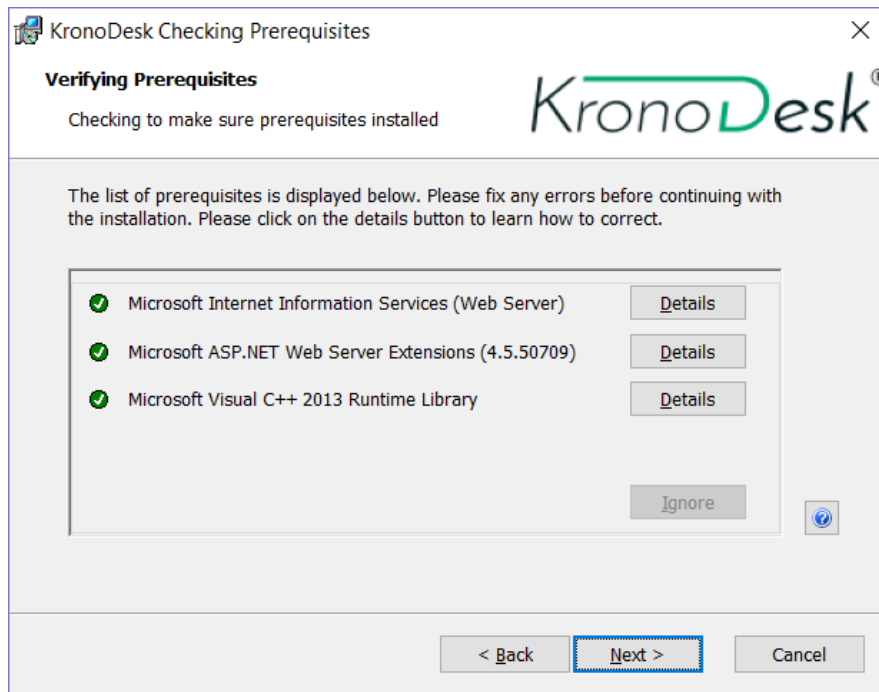 KronoDesk Checking Prerequisites
Verifying Prerequisites
Checking to make sure prerequisites installed
KronoDesk®
The list of prerequisites is displayed below. Please fix any errors before continuing with
the installation. Please click on the details button to learn how to correct.
Microsoft Internet Information Services (Web Server) Details
Microsoft ASP.NET Web Server Extensions (4.5.50709) Details
Microsoft Visual C++ 2013 Runtime Library Details
Ignore
?
< Back Next > Cancel